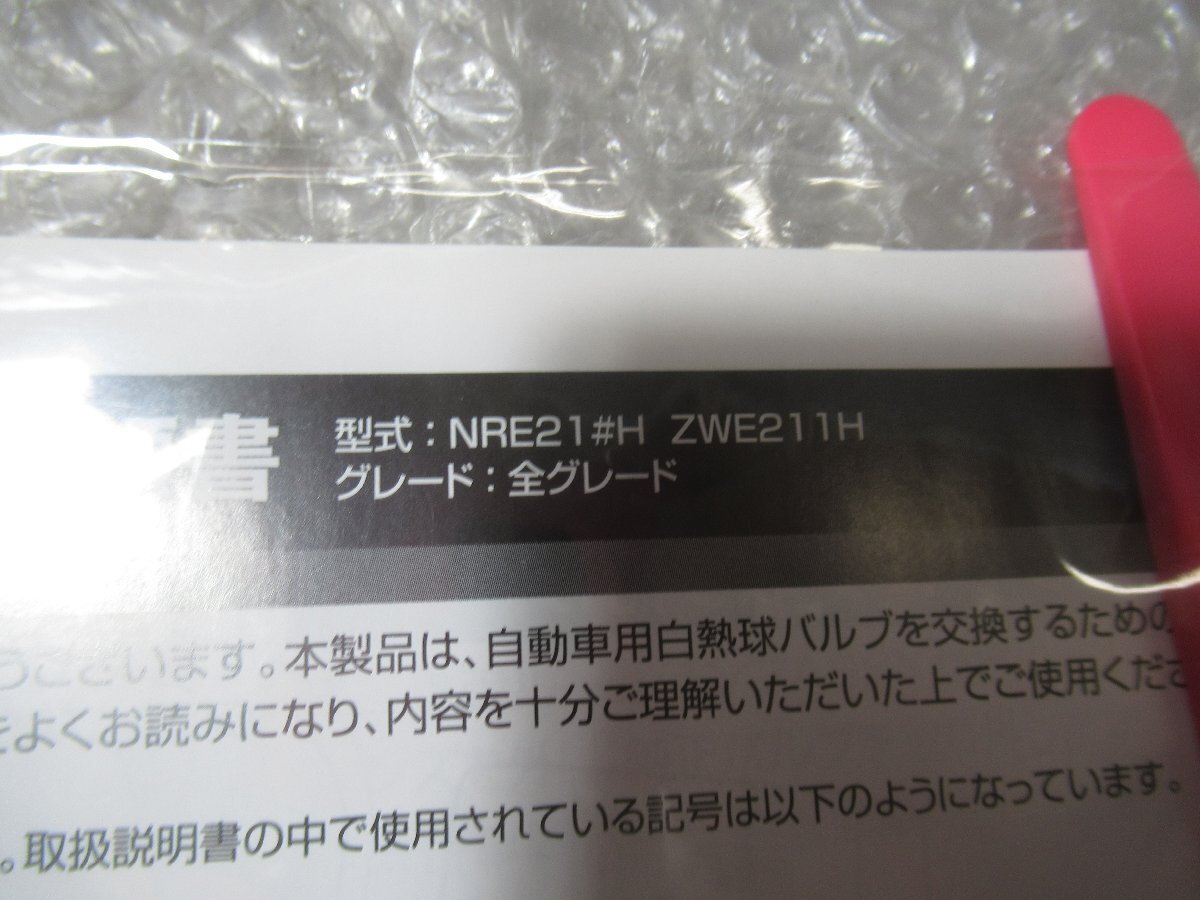 書 型式：NRE21#H ZWE211H
グレード：全グレード
うございます。本製品は、自動車用白熱球バルブを交換するための
をよくお読みになり、内容を十分ご理解いただいた上でご使用くださ
。取扱説明書の中で使用されている記号は以下のようになっています。